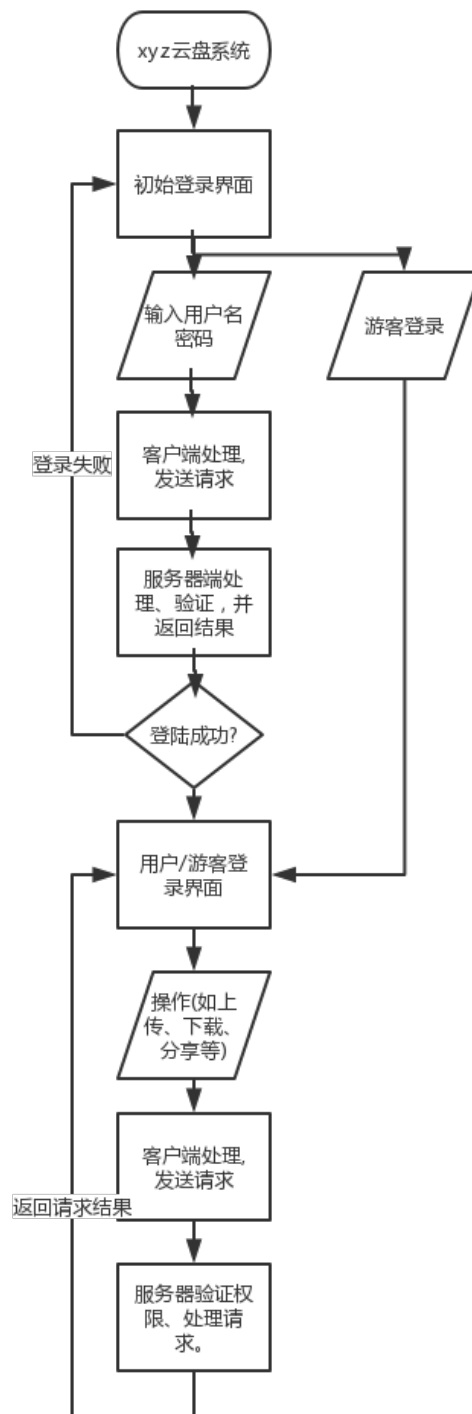 xyz云盘系统
初始登录界面
输入用户名
密码
游客登录
客户端处理,
发送请求
登录失败
服务器端处
理、验证，并
返回结果
登陆成功?
用户/游客登
录界面
操作(如上
传、下载、
分享等)
客户端处理,
发送请求
返回请求结果
服务器验证权
限、处理请
求。